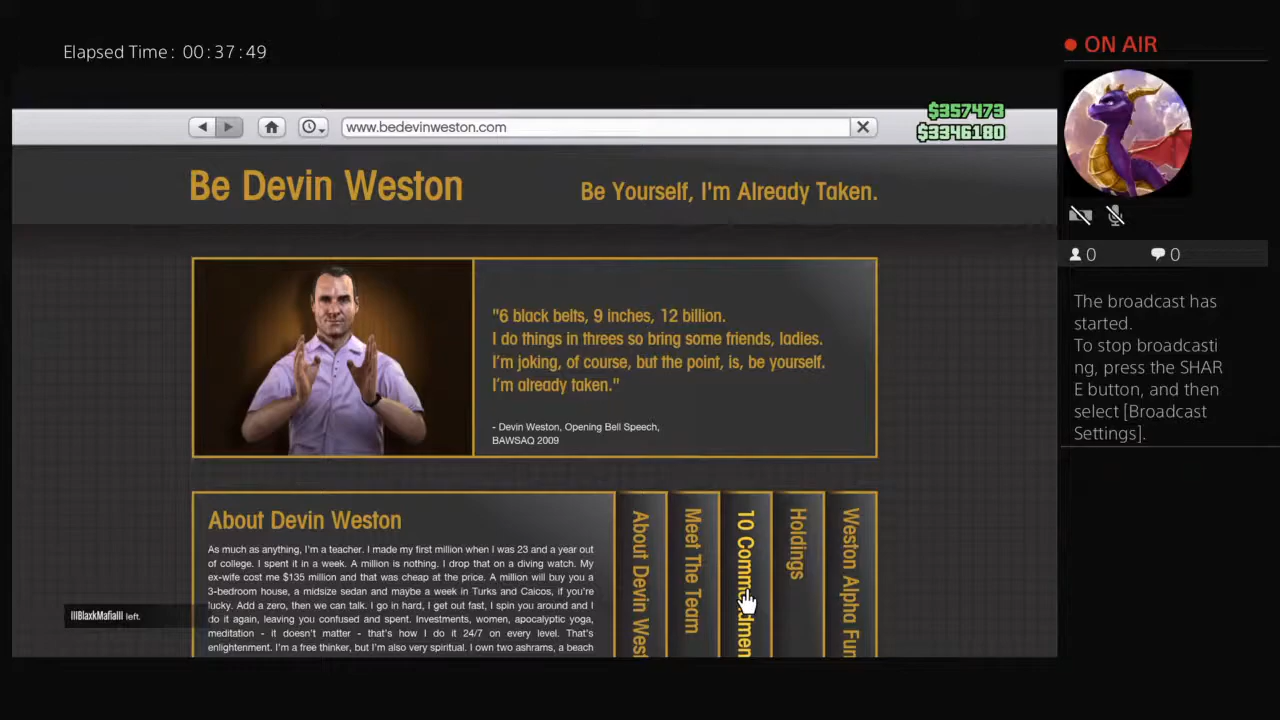 Elapsed Time: 00:37:49
ON AIR
www.bedevinweston.com
$357473
$3346180
Be Devin Weston
Be Yourself, I'm Already Taken.
0
0
The broadcast has
started.
To stop broadcasti
ng, press the SHAR
E button, and then
select [Broadcast
Settings].
"6 black belts, 9 inches, 12 billion.
I do things in threes so bring some friends, ladies.
I'm joking, of course, but the point, is, be yourself.
I'm already taken."
- Devin Weston, Opening Bell Speech,
BAWSAQ 2009
About Devin Weston
As much as anything, I'm a teacher. I made my first million when I was 23 and a year out
of college. I spent it in a week. A million is nothing. I drop that on a diving watch. My
ex-wife cost me $135 million and that was cheap at the price. A million will buy you a
3-bedroom house, a midsize sedan and maybe a week in Turks and Caicos, if you're
lucky. Add a zero, then we can talk. I go in hard, I get out fast, I spin you around and I
do it again, leaving you confused and spent. Investments, women, apocalyptic yoga,
meditation - it doesn't matter - that's how I do it 24/7 on every level. That's
enlightenment. I'm a free thinker, but I'm also very spiritual. I own two ashrams, a beach
About Devin West
Meet The Team
10 Comm dmen
Holdings
Weston Alpha Fun
IIIBlaxkMafiaIII left.